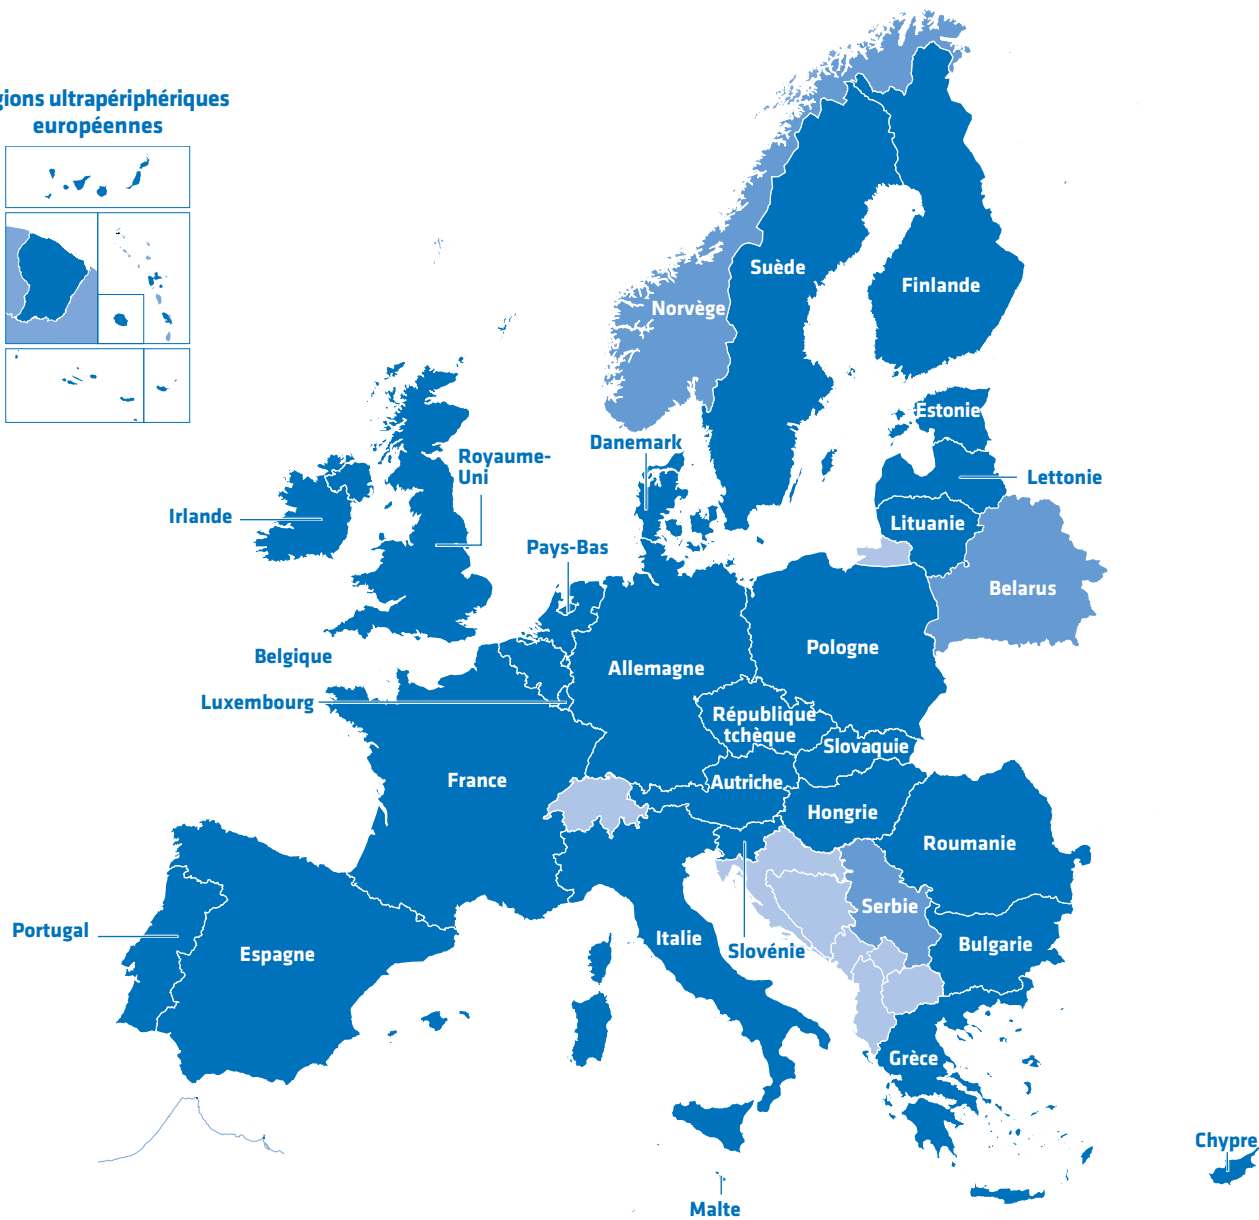 gions ultrapériphériques
européennes
Suède
Finlande
Norvège
Estonie
Danemark
Royaume-
Uni
Lettonie
Irlande
Lituanie
Pays-Bas
Belarus
Belgique
Pologne
Allemagne
Luxembourg
République
tchèque
Slovaquie
France
Autriche
Hongrie
Roumanie
Serbie
Portugal
Italie
Slovénie
Bulgarie
Espagne
Grèce
Chypre
Malte